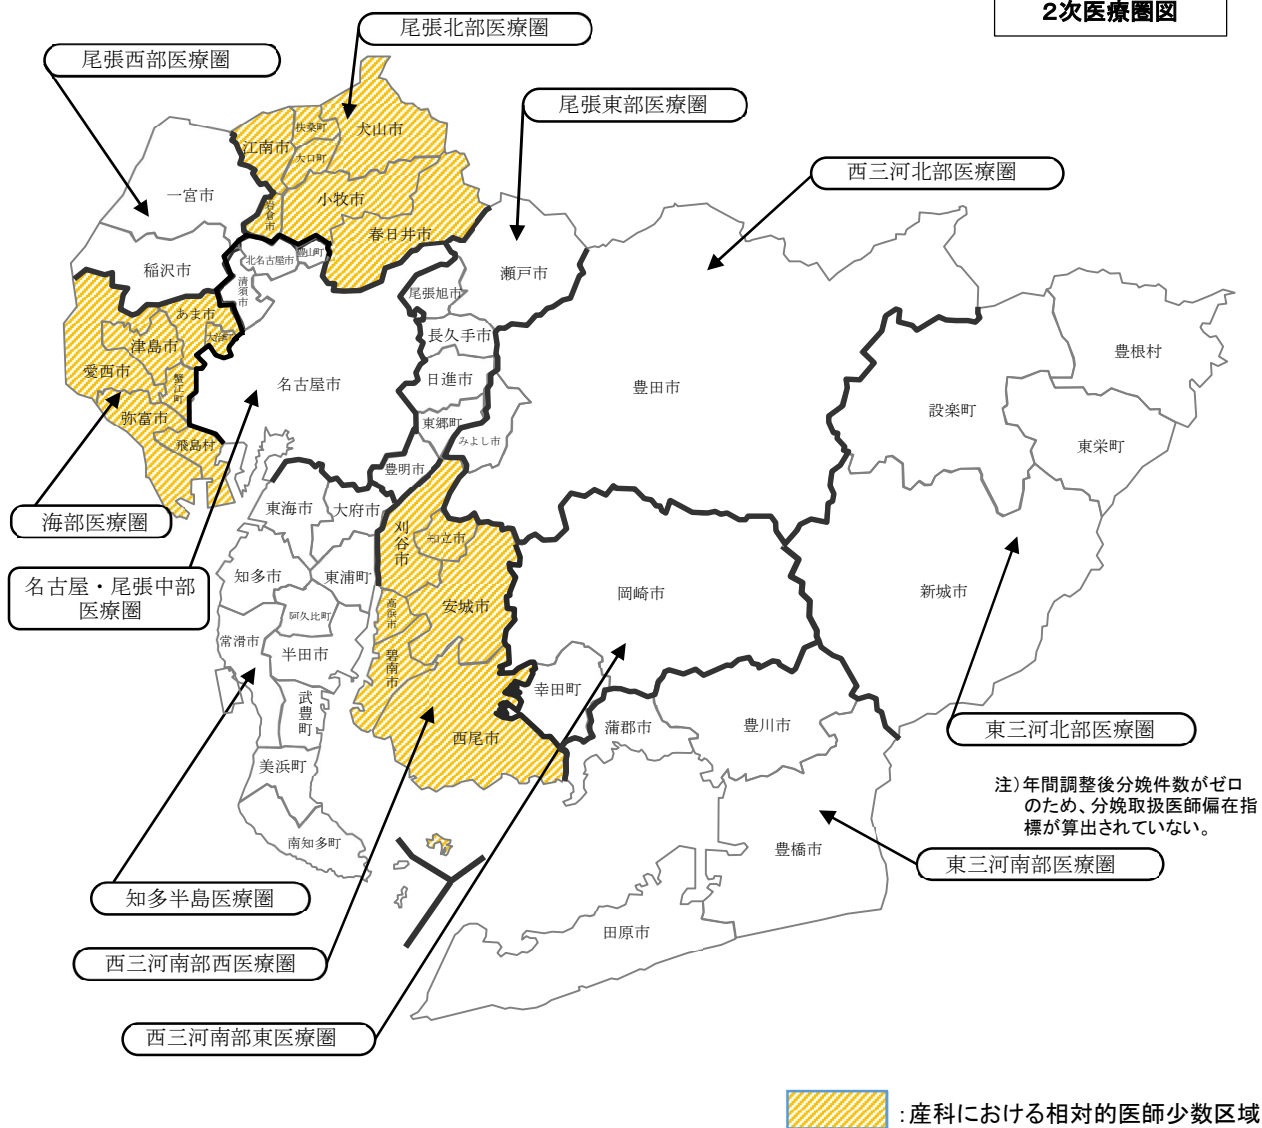 2次医療圏図
尾張北部医療圏
尾張西部医療圏
尾張東部医療圏
西三河北部医療圏
扶桑町
犬山市
江南市
大口町
一宮市
小牧市
岩倉市
春日井市
豊山町
北名古屋市
稲沢市
瀬戸市
清須市
尾張旭市
あま市
大治町
長久手市
津島市
愛西市
蟹江町
名古屋市
日進市
豊田市
豊根村
設楽町
弥富市
東郷町
みよし市
飛島村
東栄町
豊明市
海部医療圏
東海市
大府市
刈谷市
知立市
名古屋・尾張中部
医療圏
知多市
東浦町
岡崎市
新城市
高浜市
安城市
阿久比町
常滑市
半田市
碧南市
幸田町
武豊町
蒲郡市
豊川市
西尾市
東三河北部医療圏
美浜町
注）年間調整後分娩件数がゼロ
のため、分娩取扱医師偏在指
標が算出されていない。
南知多町
豊橋市
東三河南部医療圏
知多半島医療圏
田原市
西三河南部西医療圏
西三河南部東医療圏
：産科における相対的医師少数区域